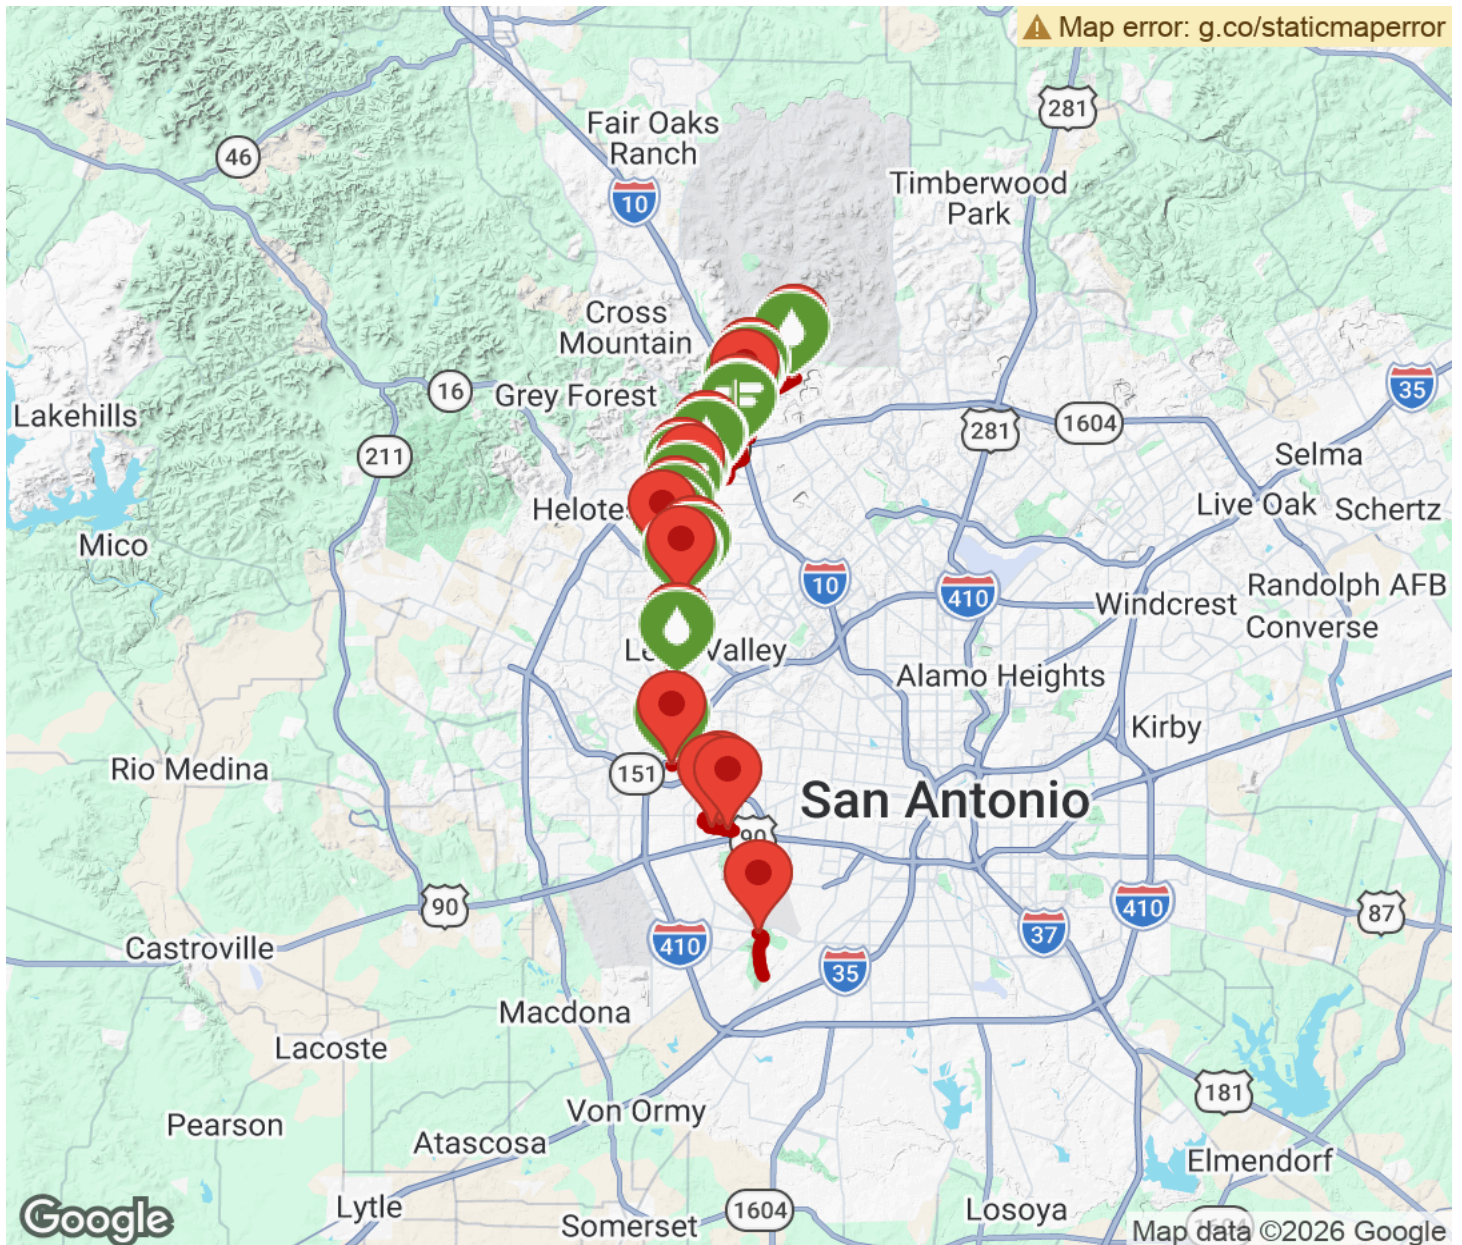 Map error: g.co/staticmaperror
281
Fair Oaks
Ranch
46
Timberwood
Park
10
Cross
Mountain
16
Grey Forest
35
Lakehills
281
1604
211
Selma
Live Oak
Schertz
Mico
10
410
Randolph AFB
Windcrest
Converse
Valley
Alamo Heights
Kirby
Rio Medina
151
San Antonio
90
90
87
410
Castroville
410
37
35
Macdona
Lacoste
181
Pearson
Von Ormy
Atascosa
Elmendorf
Lytle
1604
Losoya
Somerset
Google
Map data ©2026 Google